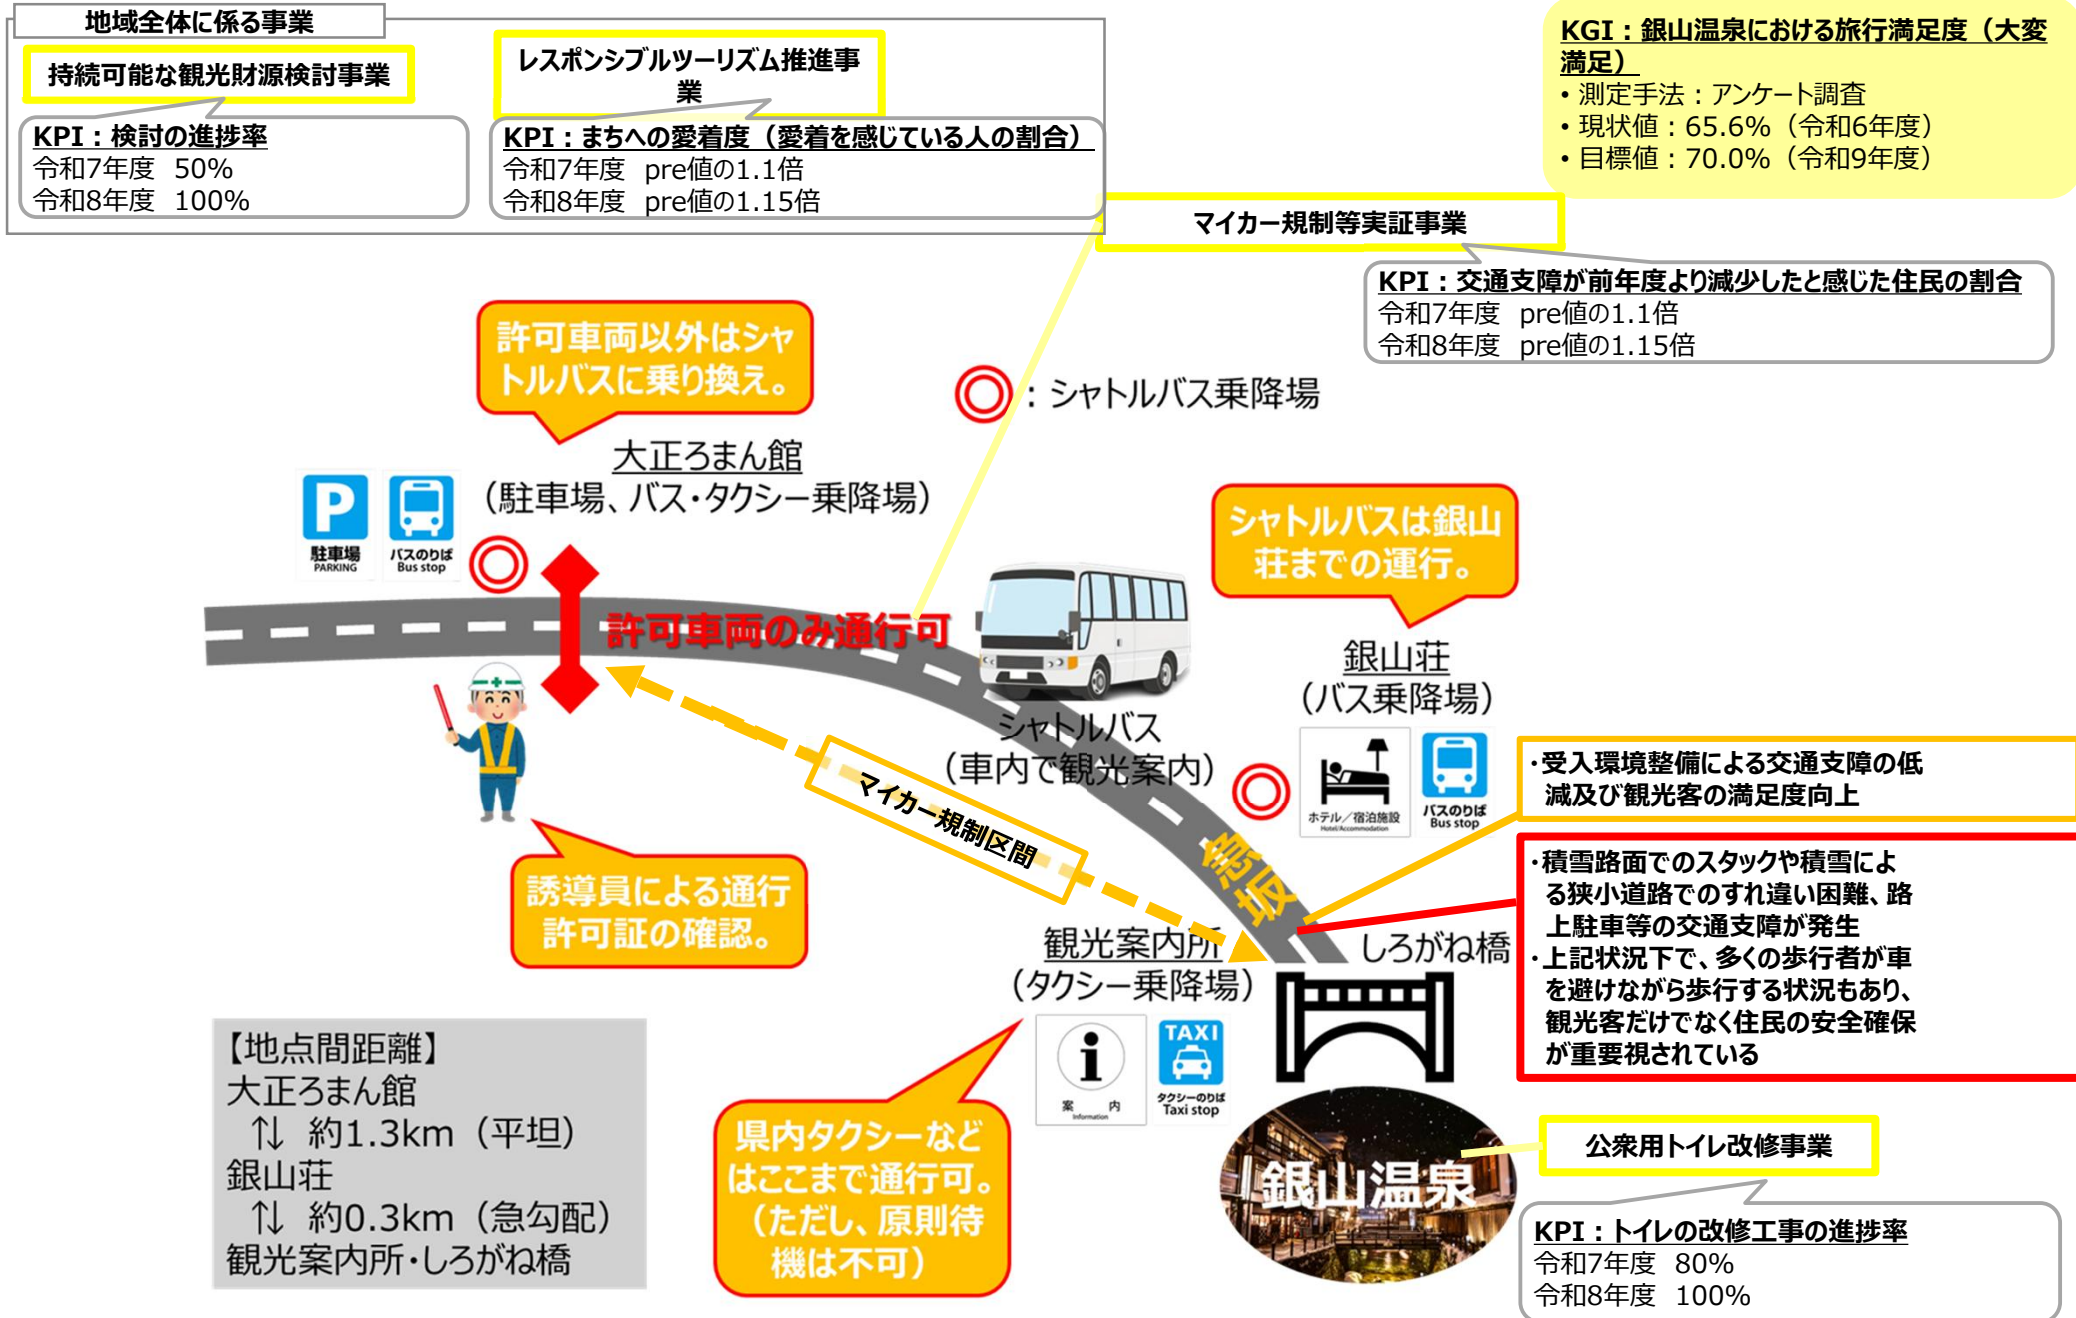 地域全体に係る事業
持続可能な観光財源検討事業
KPI：検討の進捗率
令和7年度 50%
令和8年度 100%
レスポンシブルツーリズム推進事
業
KPI：まちへの愛着度（愛着を感じている人の割合）
令和7年度 pre値の1.1倍
令和8年度 pre値の1.15倍
KGI：銀山温泉における旅行満足度（大変
満足）
• 測定手法：アンケート調査
• 現状値：65.6%（令和6年度）
• 目標値：70.0%（令和9年度）
マイカー規制等実証事業
KPI：交通支障が前年度より減少したと感じた住民の割合
令和7年度 pre値の1.1倍
令和8年度 pre値の1.15倍
許可車両以外はシャ
トルバスに乗り換え。
：シャトルバス乗降場
大正ろまん館
（駐車場、バス・タクシー乗降場）
P
駐車場
PARKING
バスのりば
Bus stop
許可車両のみ通行可
シャトルバスは銀山
荘までの運行。
銀山荘
（バス乗降場）
ホテル／宿泊施設
Hotel/Accommodation
バスのりば
Bus stop
シャトルバス
（車内で観光案内）
マイカー規制区間
急坂
誘導員による通行
許可証の確認。
・受入環境整備による交通支障の低
減及び観光客の満足度向上
・積雪路面でのスタックや積雪によ
る狭小道路でのすれ違い困難、路
上駐車等の交通支障が発生
・上記状況下で、多くの歩行者が車
を避けながら歩行する状況もあり、
観光客だけでなく住民の安全確保
が重要視されている
観光案内所
（タクシー乗降場）
案 内
Information
TAXI
タクシーのりば
Taxi stop
しろがね橋
銀山温泉
県内タクシーなど
はここまで通行可。
（ただし、原則待
機は不可）
【地点間距離】
大正ろまん館
↑↓ 約1.3km（平坦）
銀山荘
↑↓ 約0.3km（急勾配）
観光案内所・しろがね橋
公衆用トイレ改修事業
KPI：トイレの改修工事の進捗率
令和7年度 80%
令和8年度 100%